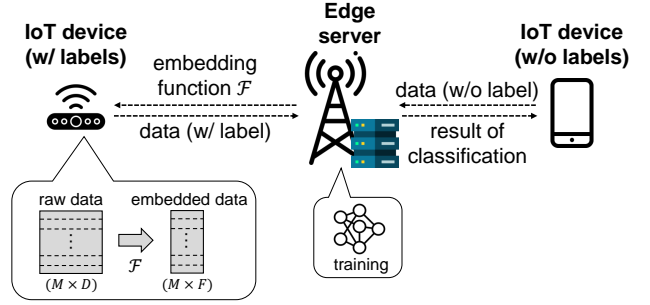 IoT device
(w/ labels)
Edge
server
IoT device
(w/o labels)
embedding
function ℱ
data (w/ label)
data (w/o label)
result of
classification
raw data
embedded data
⋮
⋮
ℱ
(M × D)
(M × F)
training